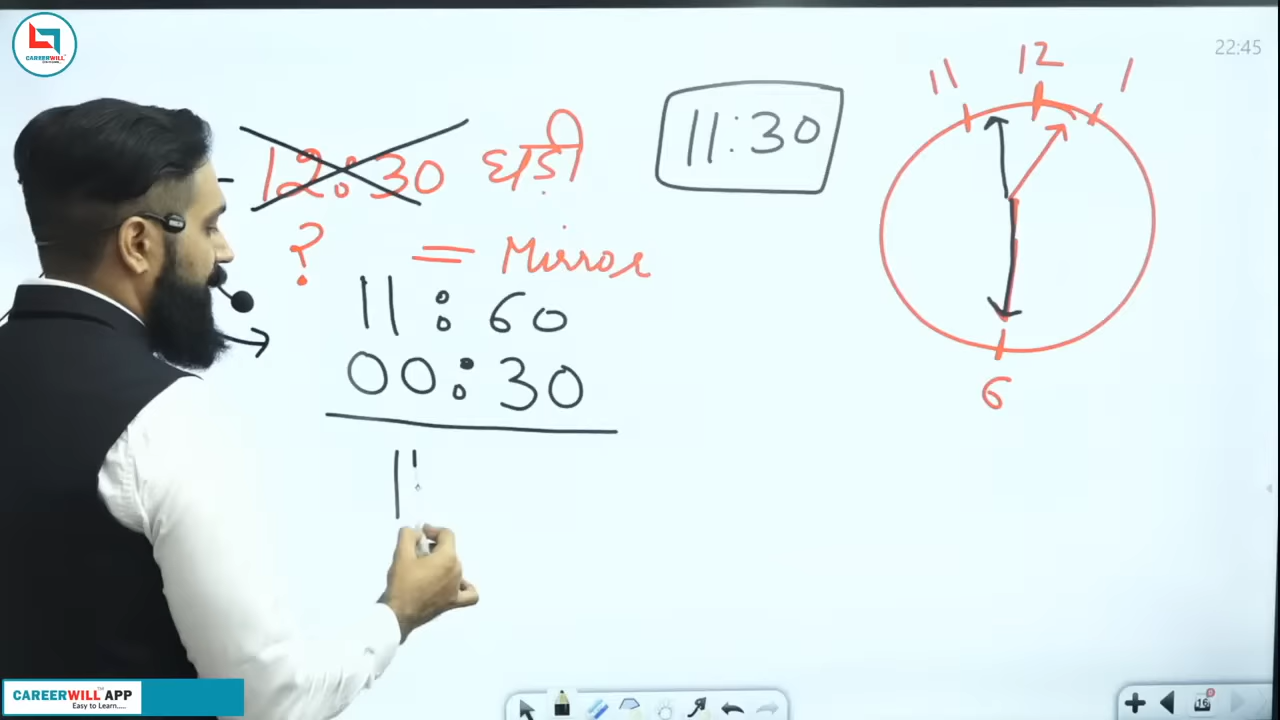 CAREERWILL
22:45
11 12 1
11:30
12:30 घड़ी
?
= Mirror
11:60
00:30
11
6
CAREERWILL APP
Easy to Learn.....
16